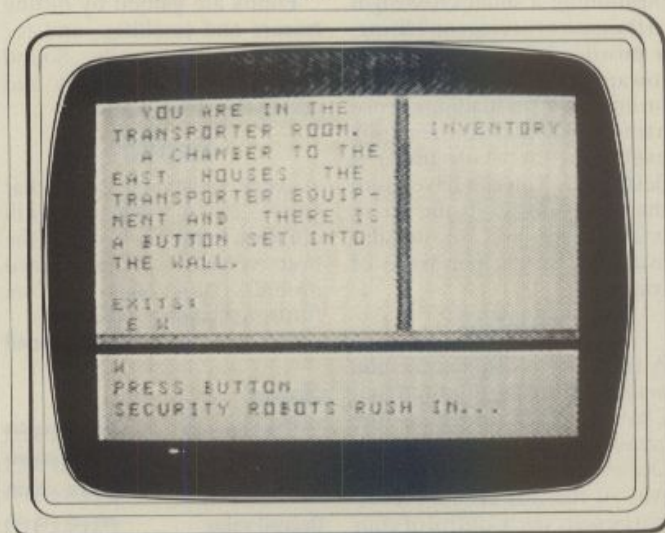 YOU ARE IN THE
TRANSPORTER ROOM.
A CHAMBER TO THE
EAST HOUSES THE
TRANSPORTER EQUIP-
MENT AND THERE IS
A BUTTON SET INTO
THE WALL.
EXITS:
E W
INVENTORY
W
PRESS BUTTON
SECURITY ROBOTS RUSH IN...